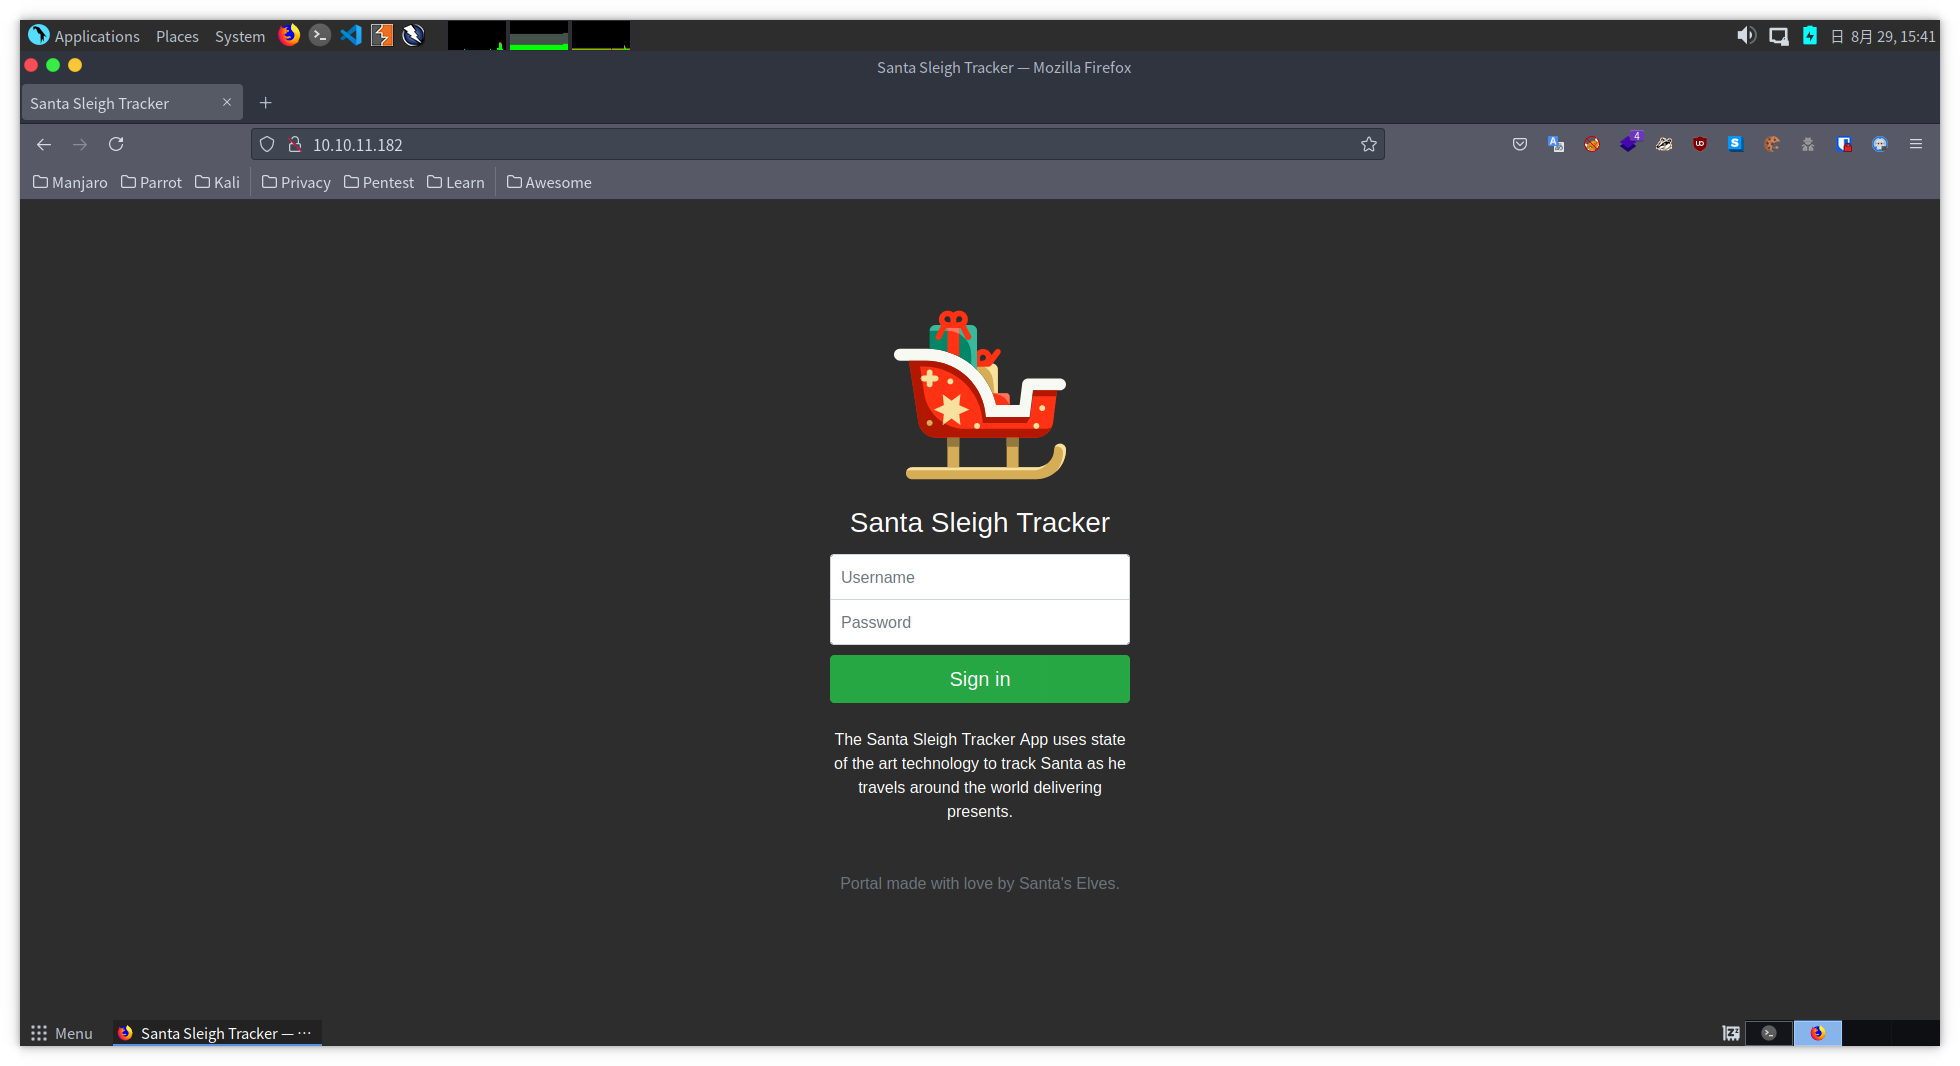 Applications Places System 日 8月 29, 15:41
Santa Sleigh Tracker — Mozilla Firefox
Santa Sleigh Tracker
10.10.11.182
4
Manjaro Parrot Kali Privacy Pentest Learn Awesome
Santa Sleigh Tracker
Username
Password
Sign in
The Santa Sleigh Tracker App uses state
of the art technology to track Santa as he
travels around the world delivering
presents.
Portal made with love by Santa's Elves.
Menu Santa Sleigh Tracker — ···